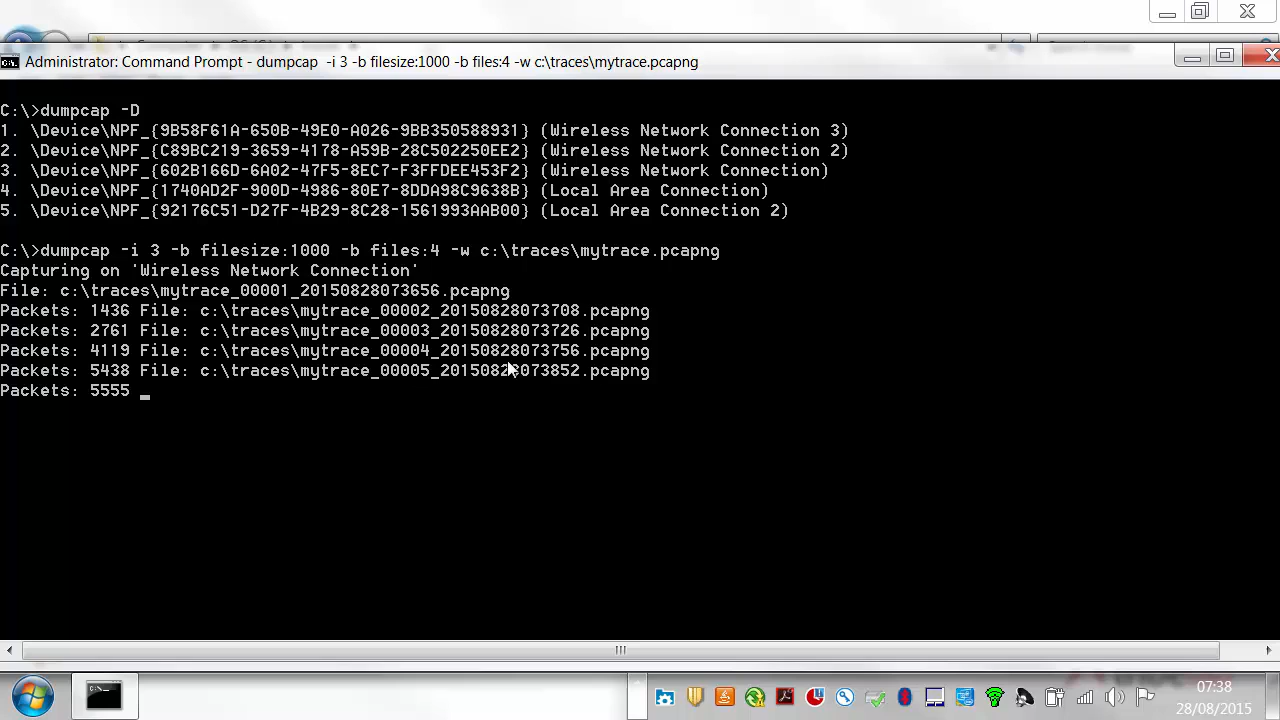 Administrator: Command Prompt - dumpcap -i 3 -b filesize:1000 -b files:4 -w c:\traces\mytrace.pcapng
C:\>dumpcap -D
1. \Device\NPF_{9B58F61A-650B-49E0-A026-9BB350588931} (Wireless Network Connection 3)
2. \Device\NPF_{C89BC219-3659-4178-A59B-28C502250EE2} (Wireless Network Connection 2)
3. \Device\NPF_{602B166D-6A02-47F5-8EC7-F3FFDEE453F2} (Wireless Network Connection)
4. \Device\NPF_{1740AD2F-900D-4986-80E7-8DDA98C9638B} (Local Area Connection)
5. \Device\NPF_{92176C51-D27F-4B29-8C28-1561993AAB00} (Local Area Connection 2)
C:\>dumpcap -i 3 -b filesize:1000 -b files:4 -w c:\traces\mytrace.pcapng
Capturing on 'Wireless Network Connection'
File: c:\traces\mytrace_00001_20150828073656.pcapng
Packets: 1436 File: c:\traces\mytrace_00002_20150828073708.pcapng
Packets: 2761 File: c:\traces\mytrace_00003_20150828073726.pcapng
Packets: 4119 File: c:\traces\mytrace_00004_20150828073756.pcapng
Packets: 5438 File: c:\traces\mytrace_00005_20150828073852.pcapng
Packets: 5555
07:38
28/08/2015